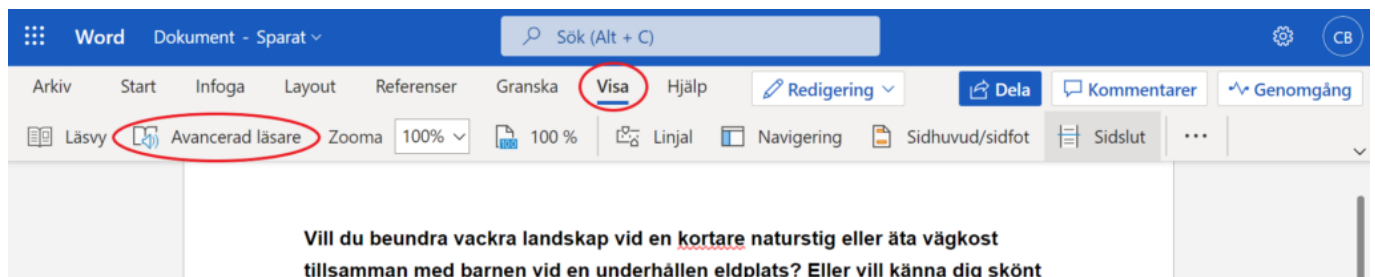 Word Dokument - Sparat Sök (Alt + C) CB
Arkiv Start Infoga Layout Referenser Granska Visa Hjälp Redigering Dela Kommentarer Genomgång
Läsvy Avancerad läsare Zooma 100% 100 100 % Linjal Navigering Sidhuvud/sidfot Sidslut ...
Vill du beundra vackra landskap vid en kortare naturstig eller äta vägkost
tillsamman med barnen vid en underhållen eldplats? Eller vill känna dig skönt